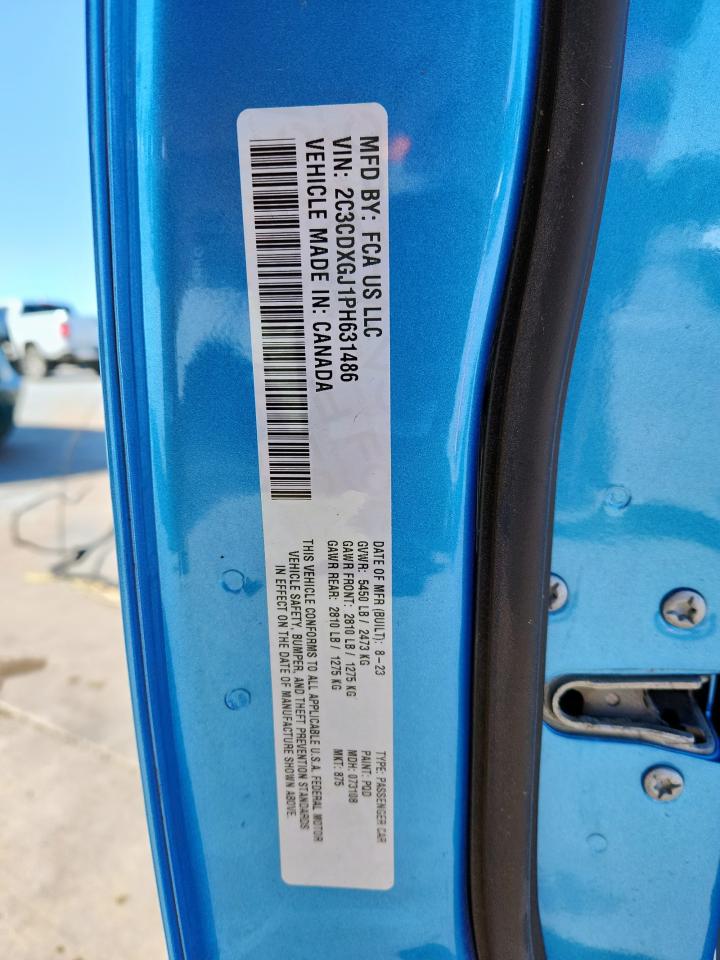 MFD BY: FCA US LLC
VIN: 2C3CDXGJ1PH631486
VEHICLE MADE IN: CANADA
DATE OF MFR (BUILT): 8-23
GVWR: 5450 LB / 2473 KG
GAWR FRONT: 2810 LB / 1275 KG
GAWR REAR: 2810 LB / 1275 KG
TYPE: PASSENGER CAR
PAINT: PQD
MDH: 073108
MKT: 875
THIS VEHICLE CONFORMS TO ALL APPLICABLE U.S.A. FEDERAL MOTOR
VEHICLE SAFETY, BUMPER, AND THEFT PREVENTION STANDARDS
IN EFFECT ON THE DATE OF MANUFACTURE SHOWN ABOVE.